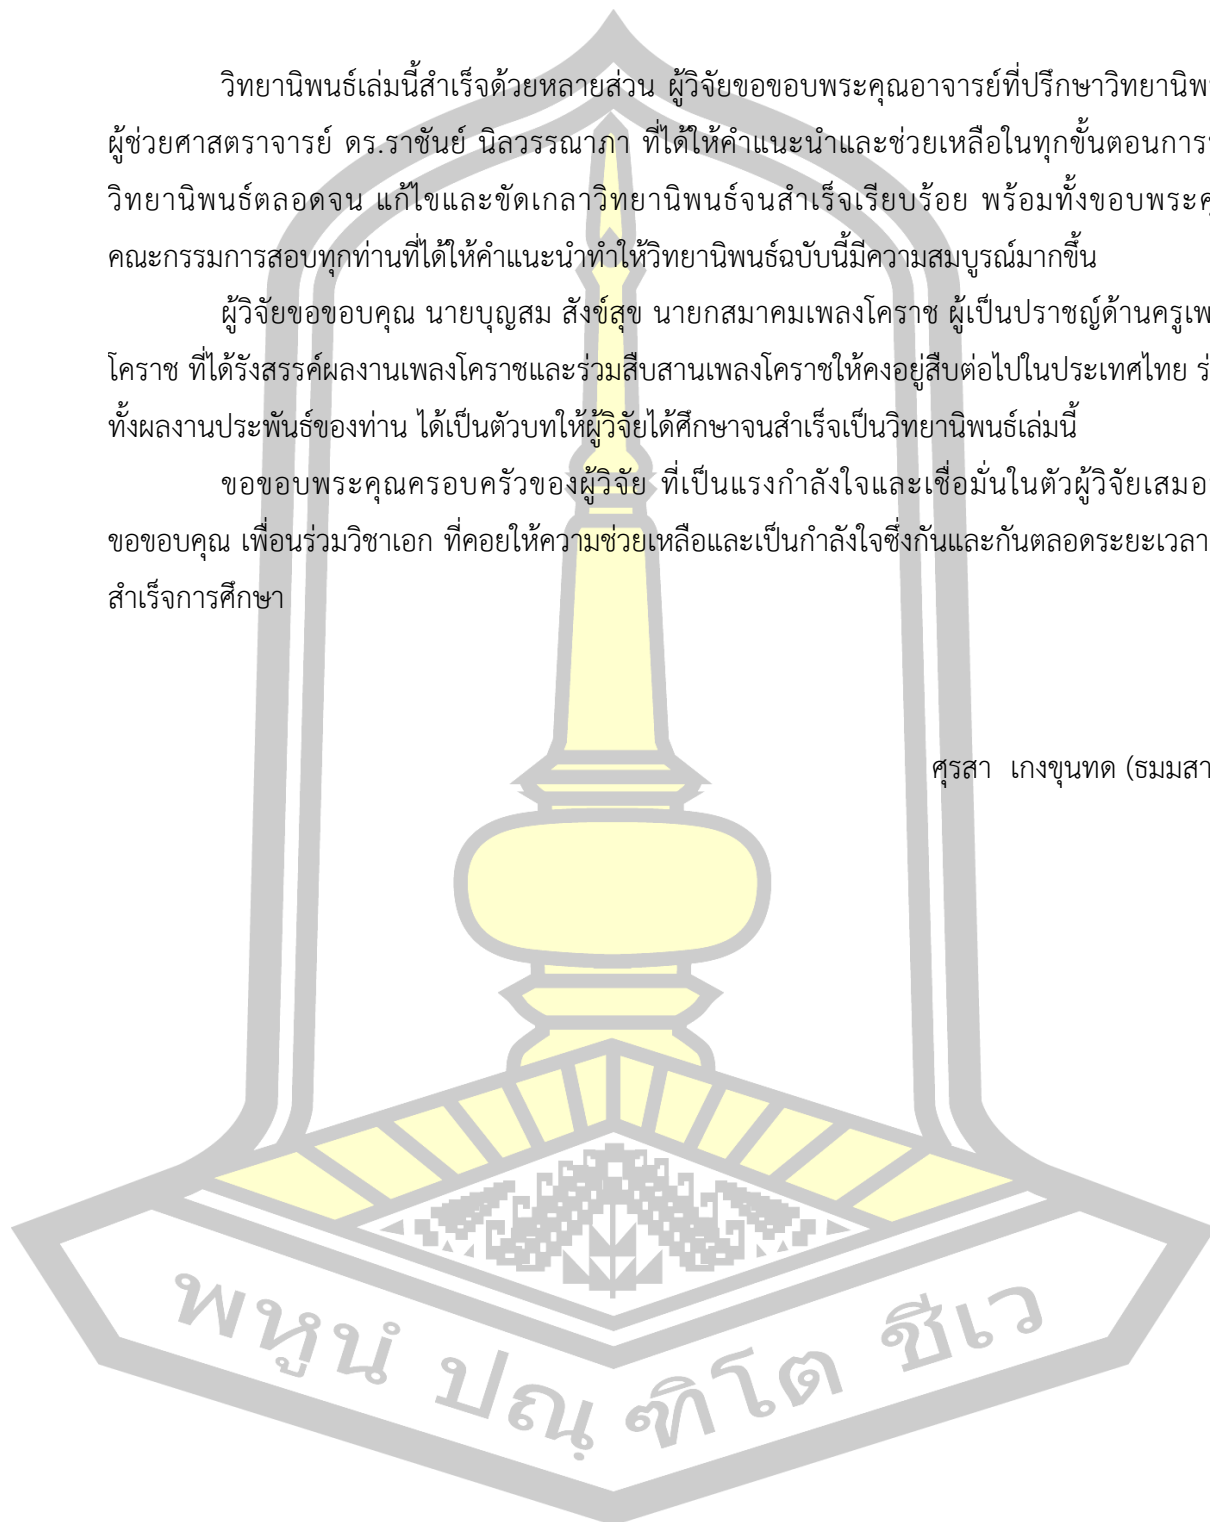 วิทยานิพนธ์เล่มนี้สำเร็จด้วยหลายส่วน ผู้วิจัยขอขอบพระคุณอาจารย์ที่ปรึกษาวิทยานิพ
ผู้ช่วยศาสตราจารย์ ดร.ราชันย์ นิลวรรณาภา ที่ได้ให้คำแนะนำและช่วยเหลือในทุกขั้นตอนการ
วิทยานิพนธ์ตลอดจน แก้ไขและขัดเกลาวิทยานิพนธ์จนสำเร็จเรียบร้อย พร้อมทั้งขอบพระคุ
คณะกรรมการสอบทุกท่านที่ได้ให้คำแนะนำทำให้วิทยานิพนธ์ฉบับนี้มีความสมบูรณ์มากขึ้น
ผู้วิจัยขอขอบคุณ นายบุญสม สังข์สุข นายกสมาคมเพลงโคราช ผู้เป็นปราชญ์ด้านครูเพ
โคราช ที่ได้รังสรรค์ผลงานเพลงโคราชและร่วมสืบสานเพลงโคราชให้คงอยู่สืบต่อไปในประเทศไทย ร่
ทั้งผลงานประพันธ์ของท่าน ได้เป็นตัวบทให้ผู้วิจัยได้ศึกษาจนสำเร็จเป็นวิทยานิพนธ์เล่มนี้
ขอขอบพระคุณครอบครัวของผู้วิจัย ที่เป็นแรงกำลังใจและเชื่อมั่นในตัวผู้วิจัยเสมอ
ขอขอบคุณ เพื่อนร่วมวิชาเอก ที่คอยให้ความช่วยเหลือและเป็นกำลังใจซึ่งกันและกันตลอดระยะเวลา
สำเร็จการศึกษา
ศุรสา เกงขุนทด (ธมมสา
พหูนํ ปณฺฑิโต ชีเว